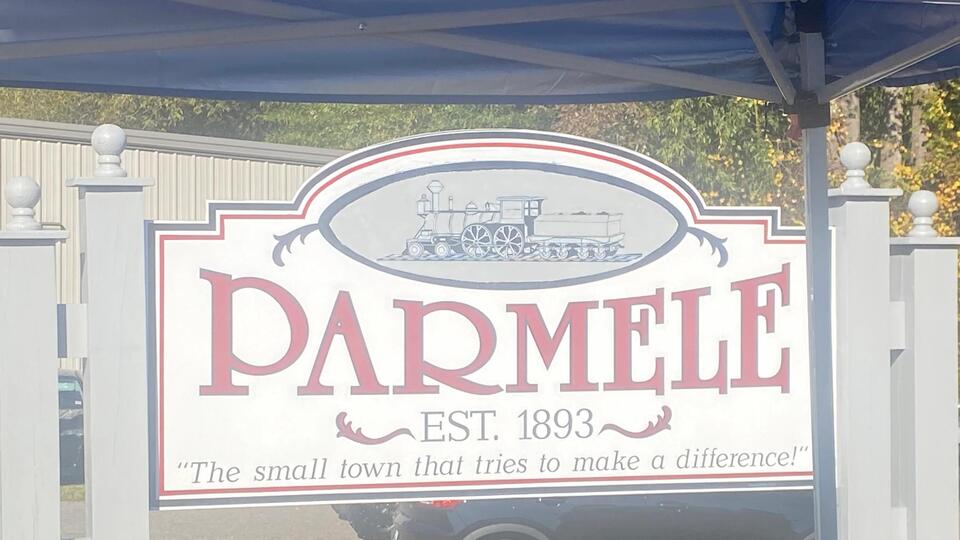 PARMELE
EST. 1893
"The small town that tries to make a difference!"